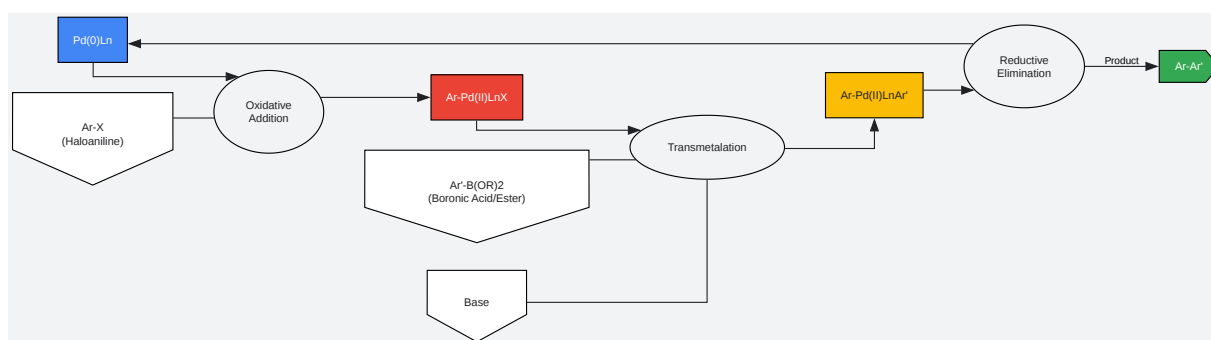 Pd(0)Ln
Oxidative
Addition
Ar-X
(Haloaniline)
Ar-Pd(II)LnX
Ar'-B(OR)2
(Boronic Acid/Ester)
Base
Transmetalation
Ar-Pd(II)LnAr'
Reductive
Elimination
Product
Ar-Ar'